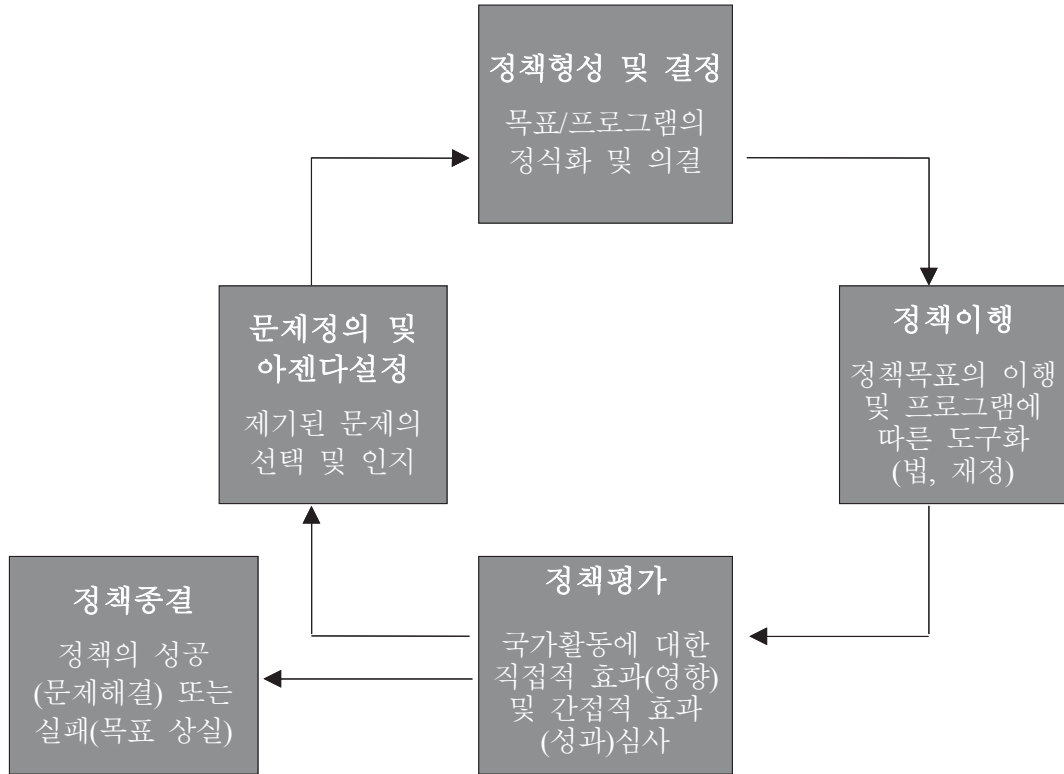 정책형성 및 결정
목표/프로그램의
정식화 및 의결
문제정의 및
아젠다설정
제기된 문제의
선택 및 인지
정책이행
정책목표의 이행
및 프로그램에
따른 도구화
(법, 재정)
정책종결
정책의 성공
(문제해결) 또는
실패(목표 상실)
정책평가
국가활동에 대한
직접적 효과(영향)
및 간접적 효과
(성과)심사